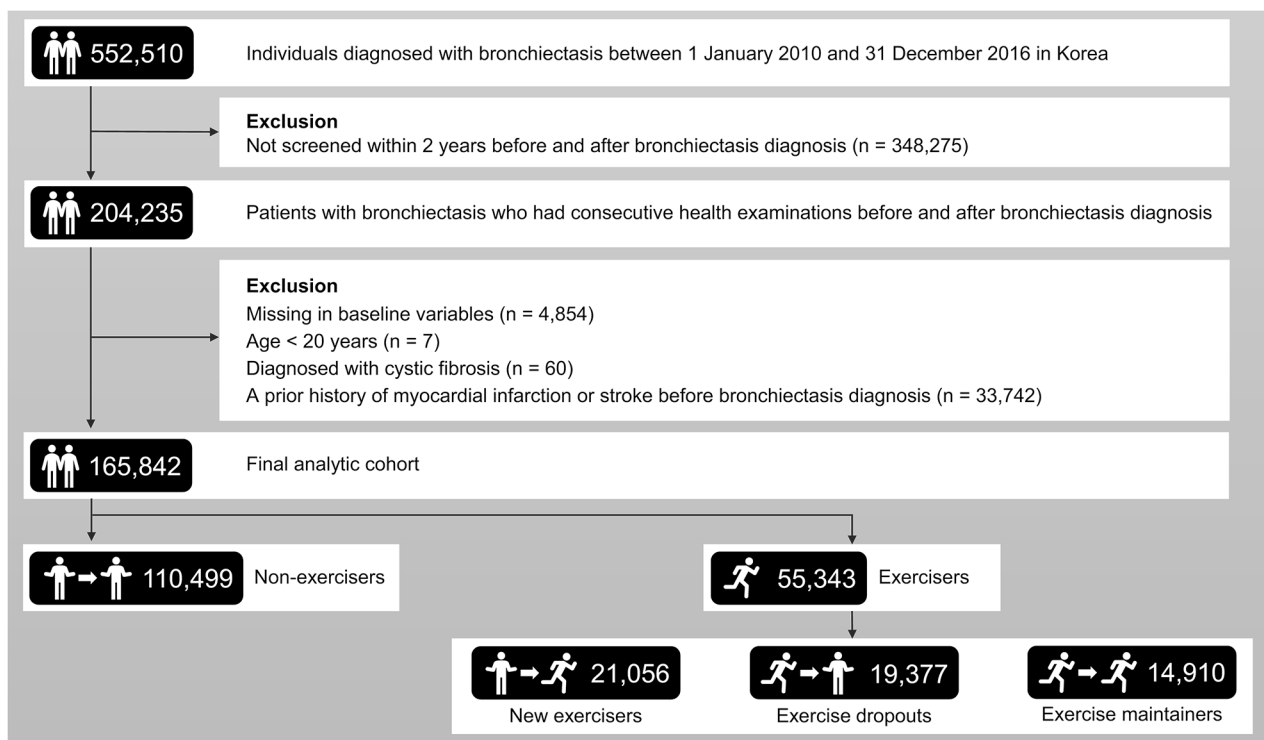 552,510 Individuals diagnosed with bronchiectasis between 1 January 2010 and 31 December 2016 in Korea
Exclusion
Not screened within 2 years before and after bronchiectasis diagnosis (n = 348,275)
204,235 Patients with bronchiectasis who had consecutive health examinations before and after bronchiectasis diagnosis
Exclusion
Missing in baseline variables (n = 4,854)
Age < 20 years (n = 7)
Diagnosed with cystic fibrosis (n = 60)
A prior history of myocardial infarction or stroke before bronchiectasis diagnosis (n = 33,742)
165,842 Final analytic cohort
110,499 Non-exercisers
55,343 Exercisers
21,056
New exercisers
19,377
Exercise dropouts
14,910
Exercise maintainers